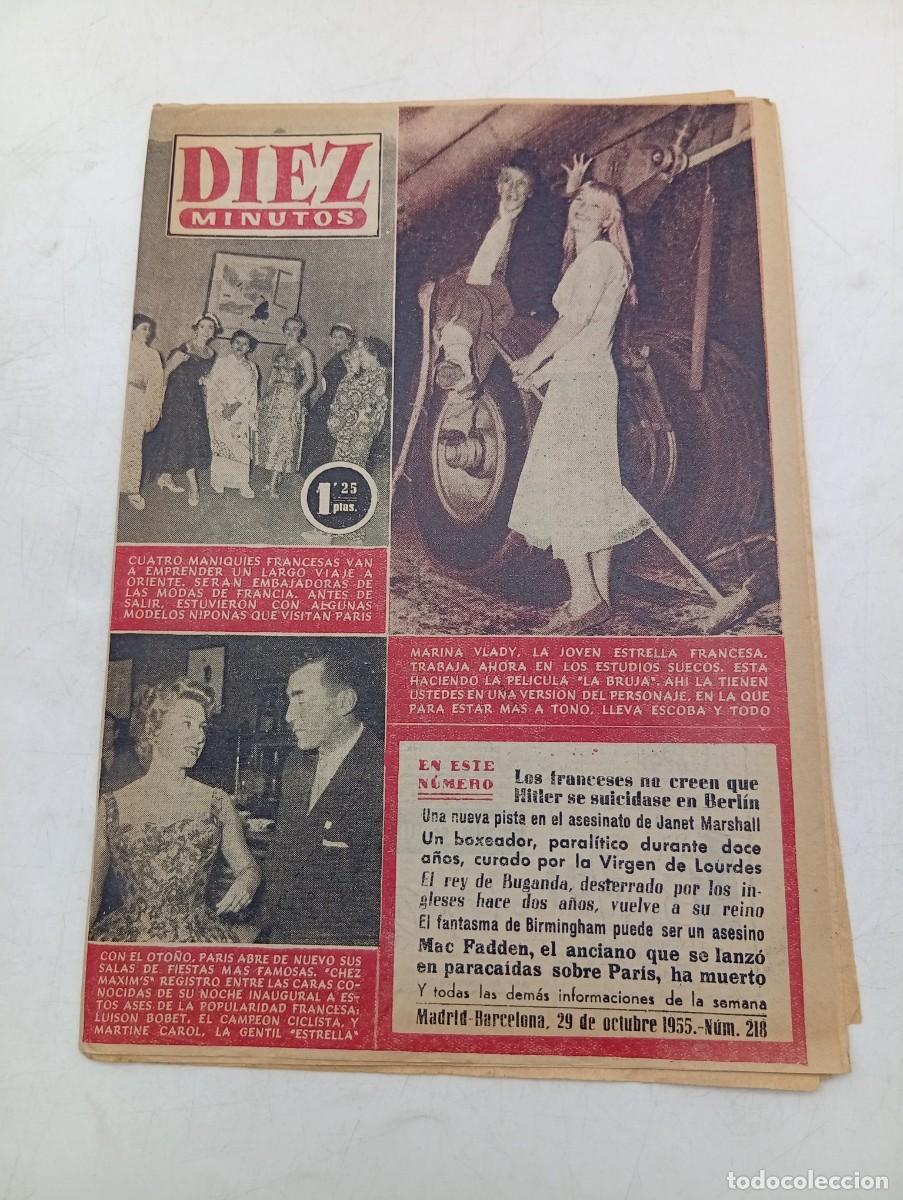 DIEZ
MINUTOS
1'25
ptas.
CUATRO MANIQUIES FRANCESAS VAN
A EMPRENDER UN LARGO VIAJE A
ORIENTE. SERAN EMBAJADORAS DE
LAS MODAS DE FRANCIA. ANTES DE
SALIR, ESTUVIERON CON ALGUNAS
MODELOS NIPONAS QUE VISITAN PARIS
MARINA VLADY, LA JOVEN ESTRELLA FRANCESA.
TRABAJA AHORA EN LOS ESTUDIOS SUECOS. ESTA
HACIENDO LA PELICULA "LA BRUJA". AHI LA TIENEN
USTEDES EN UNA VERSION DEL PERSONAJE, EN LA QUE
PARA ESTAR MAS A TONO, LLEVA ESCOBA Y TODO
CON EL OTOÑO, PARIS ABRE DE NUEVO SUS
SALAS DE FIESTAS MAS FAMOSAS. "CHEZ
MAXIM'S" REGISTRO ENTRE LAS CARAS CO-
NOCIDAS DE SU NOCHE INAUGURAL A ES-
TOS ASES DE LA POPULARIDAD FRANCESA:
LUISON BOBET, EL CAMPEON CICLISTA, Y
MARTINE CAROL, LA GENTIL "ESTRELLA"
EN ESTE
NÚMERO
Los franceses no creen que
Hitler se suicidase en Berlín
Una nueva pista en el asesinato de Janet Marshall
Un boxeador, paralítico durante doce
años, curado por la Virgen de Lourdes
El rey de Buganda, desterrado por los in-
gleses hace dos años, vuelve a su reino
El fantasma de Birmingham puede ser un asesino
Mac Fadden, el anciano que se lanzó
en paracaídas sobre París, ha muerto
Y todas las demás informaciones de la semana
Madrid-Barcelona, 29 de octubre 1955.-Núm. 218
todocoleccion